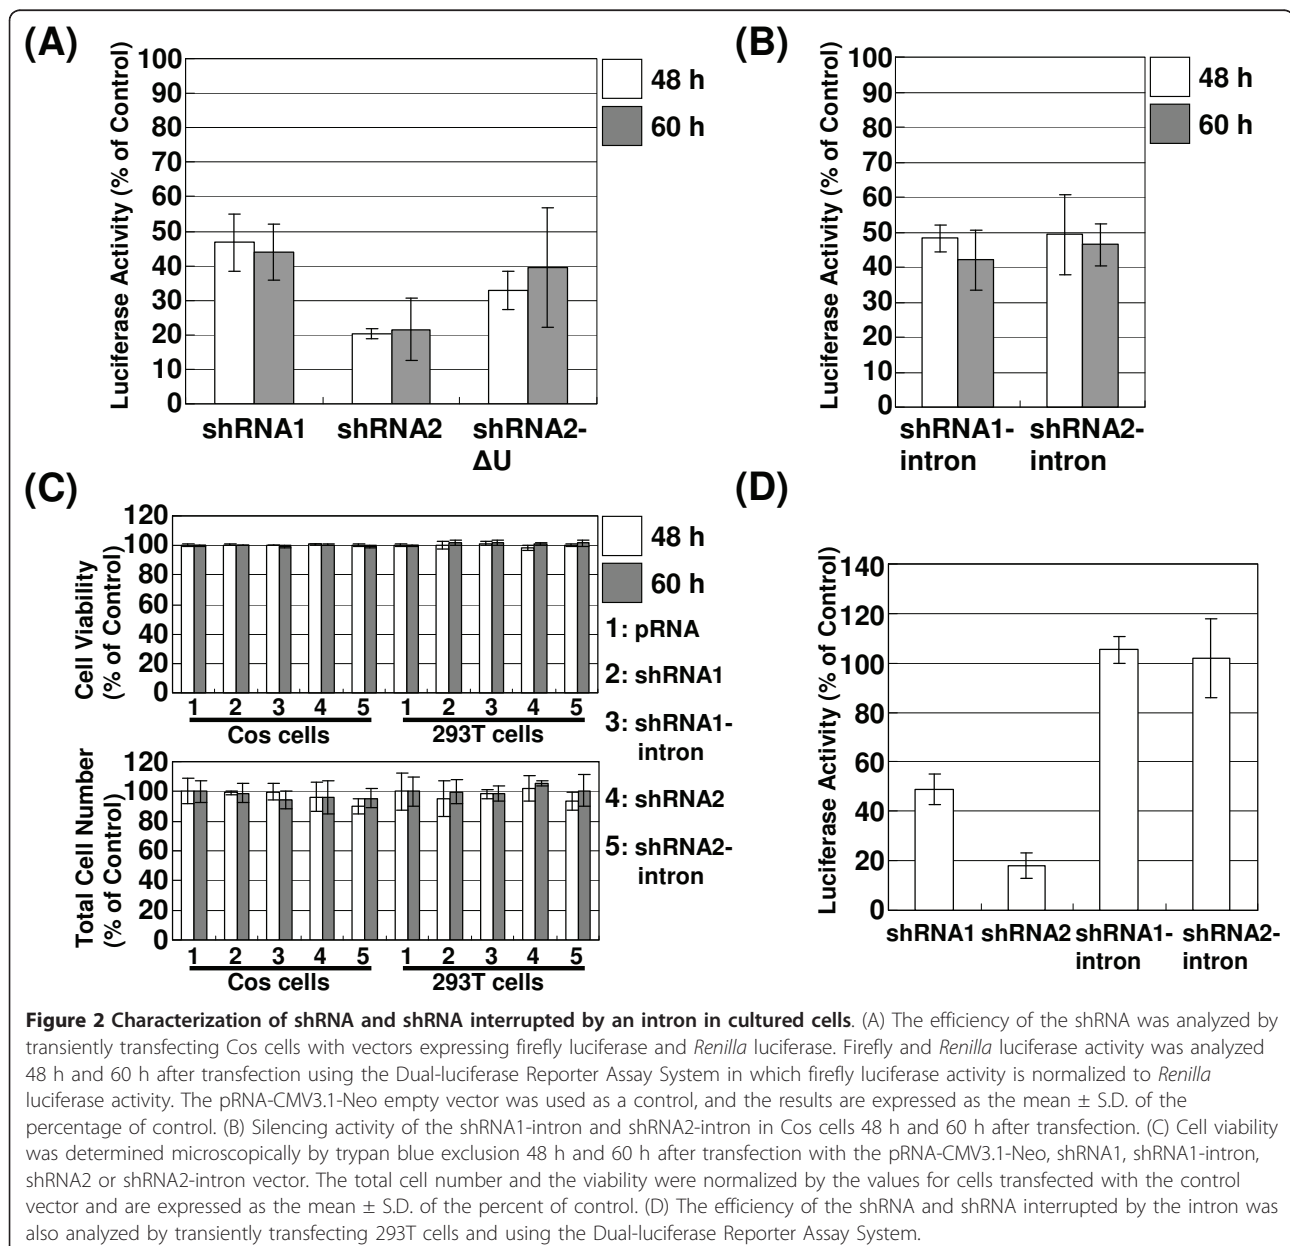 (A)
Luciferase Activity (% of Control)
100
90
80
70
60
50
40
30
20
10
0
shRNA1
shRNA2
shRNA2-
ΔU
48 h
60 h
(B)
Luciferase Activity (% of Control)
100
90
80
70
60
50
40
30
20
10
0
shRNA1-
intron
shRNA2-
intron
48 h
60 h
(C)
Cell Viability
(% of Control)
120
100
80
60
40
20
0
1 2 3 4 5 1 2 3 4 5
Cos cells 293T cells
Total Cell Number
(% of Control)
120
100
80
60
40
20
0
1 2 3 4 5 1 2 3 4 5
Cos cells 293T cells
48 h
60 h
1: pRNA
2: shRNA1
3: shRNA1-
intron
4: shRNA2
5: shRNA2-
intron
(D)
Luciferase Activity (% of Control)
140
120
100
80
60
40
20
0
shRNA1 shRNA2 shRNA1- shRNA2-
intron intron
Figure 2 Characterization of shRNA and shRNA interrupted by an intron in cultured cells. (A) The efficiency of the shRNA was analyzed by
transiently transfecting Cos cells with vectors expressing firefly luciferase and Renilla luciferase. Firefly and Renilla luciferase activity was analyzed
48 h and 60 h after transfection using the Dual-luciferase Reporter Assay System in which firefly luciferase activity is normalized to Renilla
luciferase activity. The pRNA-CMV3.1-Neo empty vector was used as a control, and the results are expressed as the mean ± S.D. of the
percentage of control. (B) Silencing activity of the shRNA1-intron and shRNA2-intron in Cos cells 48 h and 60 h after transfection. (C) Cell viability
was determined microscopically by trypan blue exclusion 48 h and 60 h after transfection with the pRNA-CMV3.1-Neo, shRNA1, shRNA1-intron,
shRNA2 or shRNA2-intron vector. The total cell number and the viability were normalized by the values for cells transfected with the control
vector and are expressed as the mean ± S.D. of the percent of control. (D) The efficiency of the shRNA and shRNA interrupted by the intron was
also analyzed by transiently transfecting 293T cells and using the Dual-luciferase Reporter Assay System.